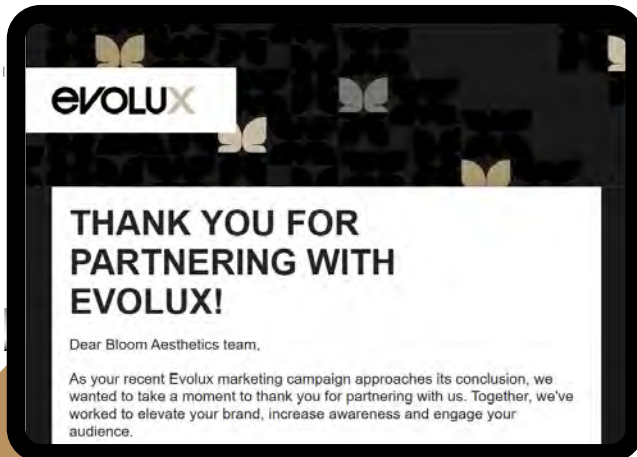 evolux
THANK YOU FOR
PARTNERING WITH
EVOLUX!
Dear Bloom Aesthetics team,
As your recent Evolux marketing campaign approaches its conclusion, we
wanted to take a moment to thank you for partnering with us. Together, we've
worked to elevate your brand, increase awareness and engage your
audience.